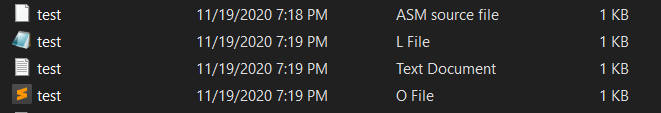 test 11/19/2020 7:18 PM ASM source file 1 KB
test 11/19/2020 7:19 PM L File 1 KB
test 11/19/2020 7:19 PM Text Document 1 KB
test 11/19/2020 7:19 PM O File 1 KB